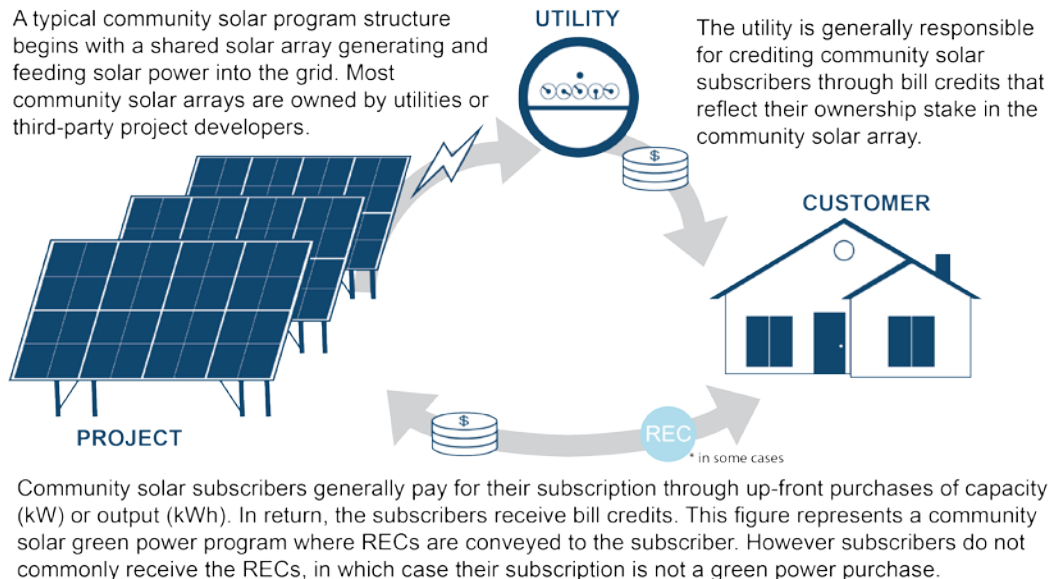 A typical community solar program structure
begins with a shared solar array generating and
feeding solar power into the grid. Most
community solar arrays are owned by utilities or
third-party project developers.
UTILITY
The utility is generally responsible
for crediting community solar
subscribers through bill credits that
reflect their ownership stake in the
community solar array.
$
CUSTOMER
PROJECT
$
REC
* in some cases
Community solar subscribers generally pay for their subscription through up-front purchases of capacity
(kW) or output (kWh). In return, the subscribers receive bill credits. This figure represents a community
solar green power program where RECs are conveyed to the subscriber. However subscribers do not
commonly receive the RECs, in which case their subscription is not a green power purchase.